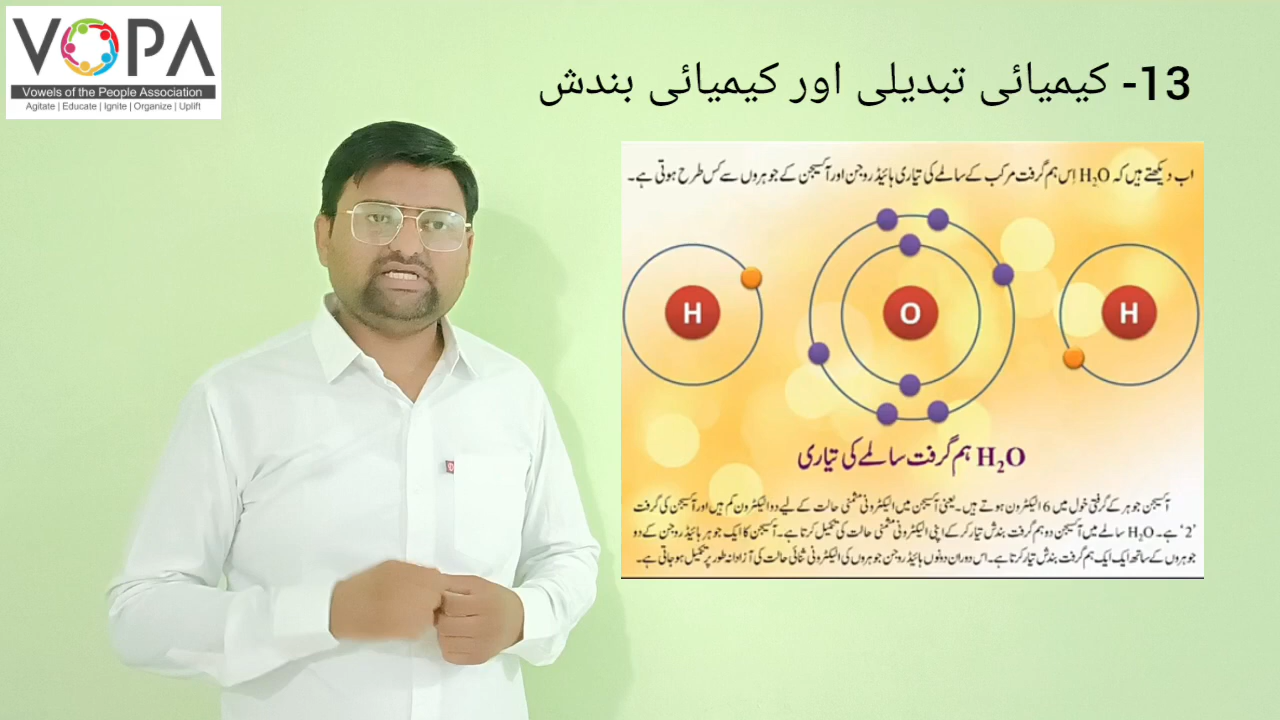 VOPA
Vowels of the People Association
Agitate | Educate | Ignite | Organize | Uplift
13- کیمیائی تبدیلی اور کیمیائی بندش
اب دیکھتے ہیں کہ H₂O اِس ہم گرفت مرکب کے سالمے کی تیاری ہائیڈروجن اور آکسیجن کے جوہروں سے کس طرح ہوتی ہے۔
H
O
H
H₂O ہم گرفت سالمے کی تیاری
آکسیجن جوہر کے گرفتی خول میں 6 الیکٹرون ہوتے ہیں۔ یعنی آکسیجن میں الیکٹرونی مثمنی حالت کے لیے دو الیکٹرون کم ہیں اور آکسیجن کی گرفت
'2' ہے۔ H₂O سالمے میں آکسیجن دو ہم گرفت بندش تیار کرکے اپنی الیکٹرونی مثمنی حالت کی تکمیل کرتا ہے۔ آکسیجن کا ایک جوہر ہائیڈروجن کے دو
جوہروں کے ساتھ ایک ایک ہم گرفت بندش تیار کرتا ہے۔ اس دوران دونوں ہائیڈروجن جوہروں کی الیکٹرونی ثنائی حالت کی آزادانہ طور پر تکمیل ہوجاتی ہے۔